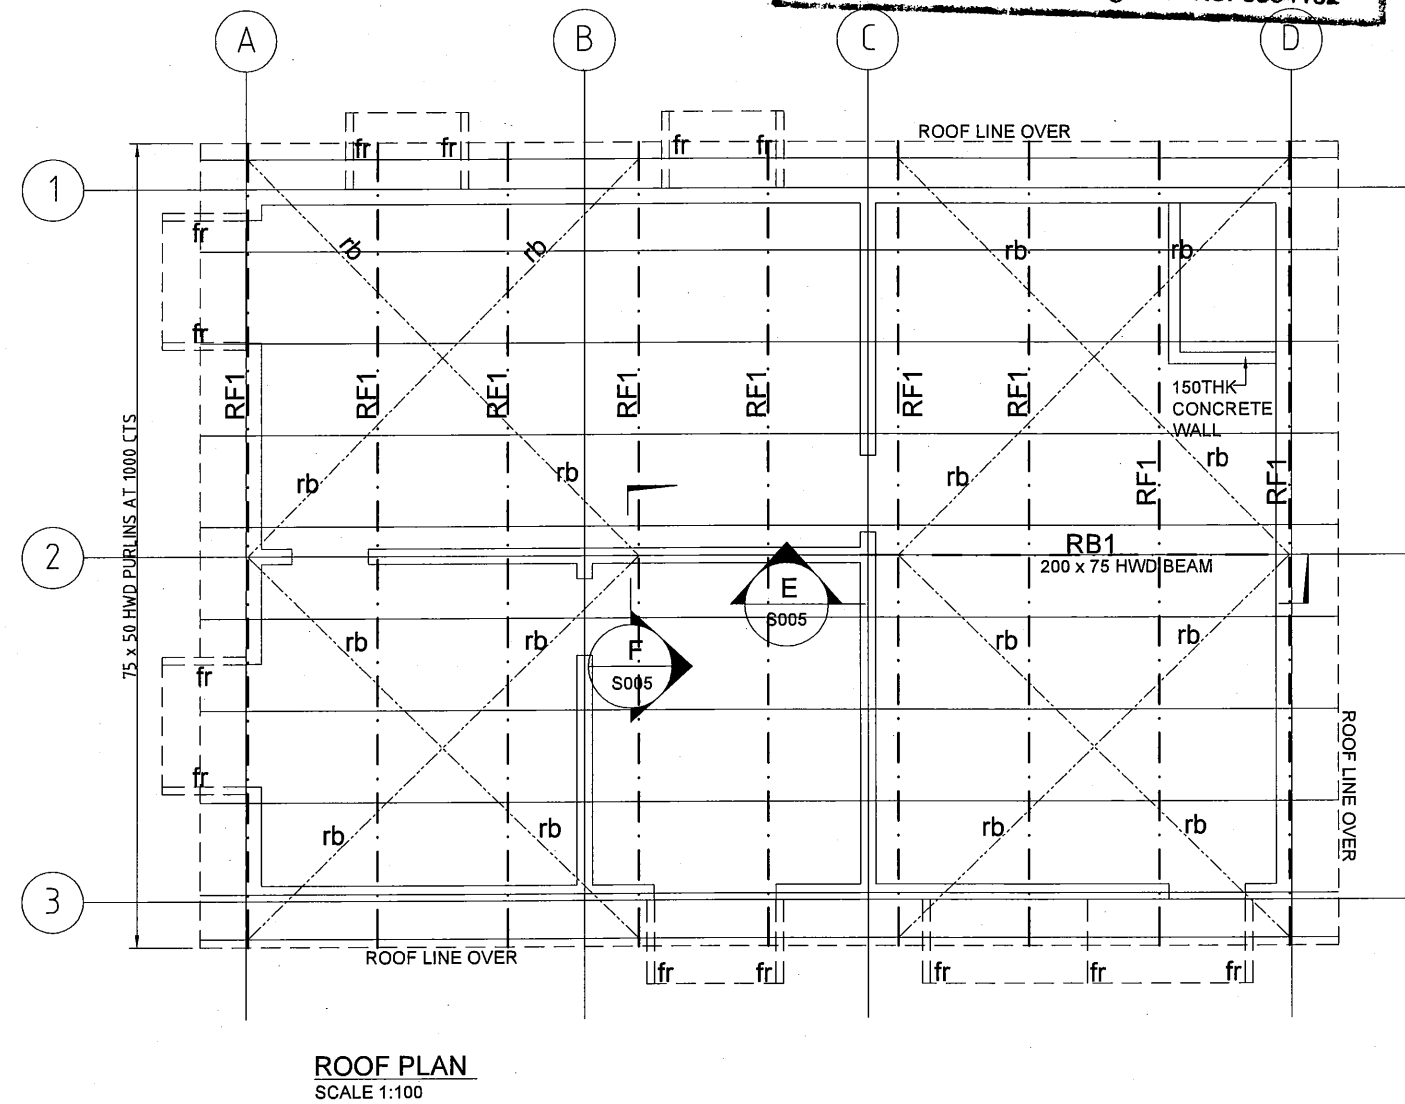 A
B
C
D
ROOF LINE OVER
fr
fr
fr
fr
1
fr
rb
rb
rb
rb
fr
RF1
RF1
RF1
RF1
RF1
RF1
RF1
150THK
CONCRETE
WALL
75 x 50 HWD PURLINS AT 1000 CTS
rb
rb
rb
rb
RF1
RF1
2
RB1
200 x 75 HWD BEAM
E
S005
rb
rb
rb
rb
F
S005
fr
ROOF LINE OVER
fr
rb
rb
rb
rb
3
ROOF LINE OVER
fr
fr
fr
fr
fr
ROOF PLAN
SCALE 1:100